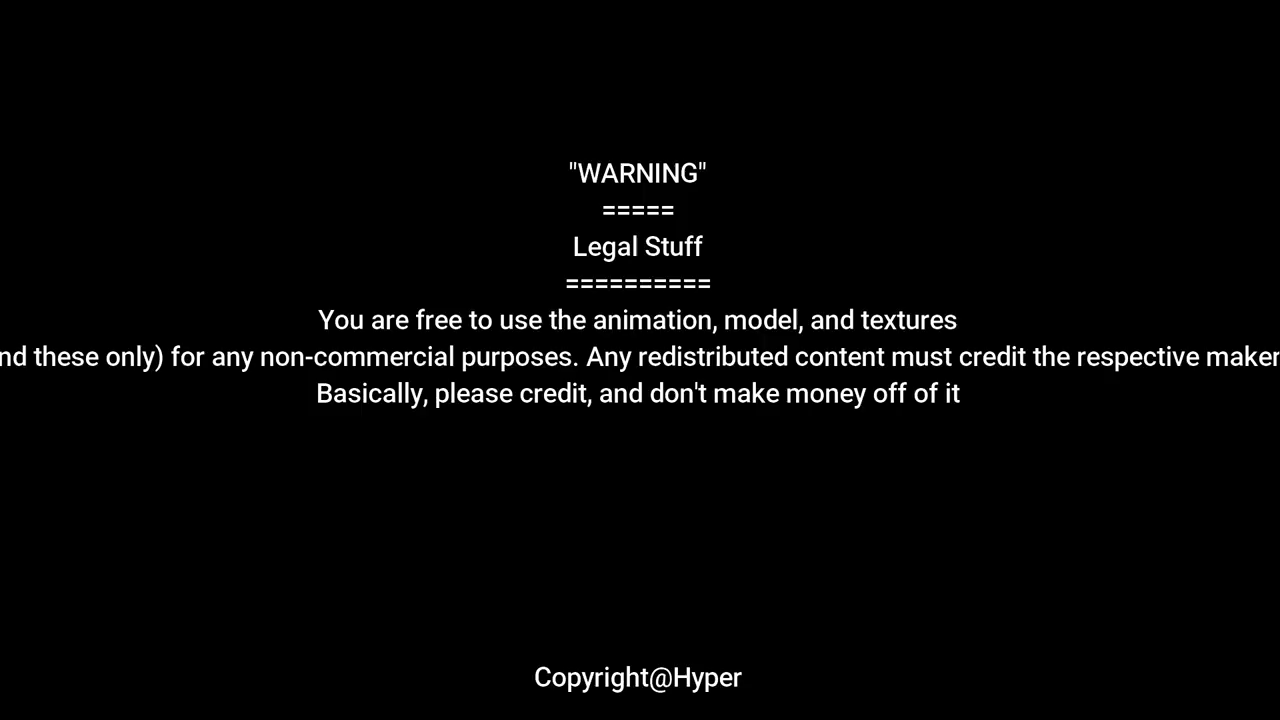 "WARNING"
=====
Legal Stuff
==========
You are free to use the animation, model, and textures
these only) for any non-commercial purposes. Any redistributed content must credit the respective
Basically, please credit, and don't make money off of it
Copyright@Hyper